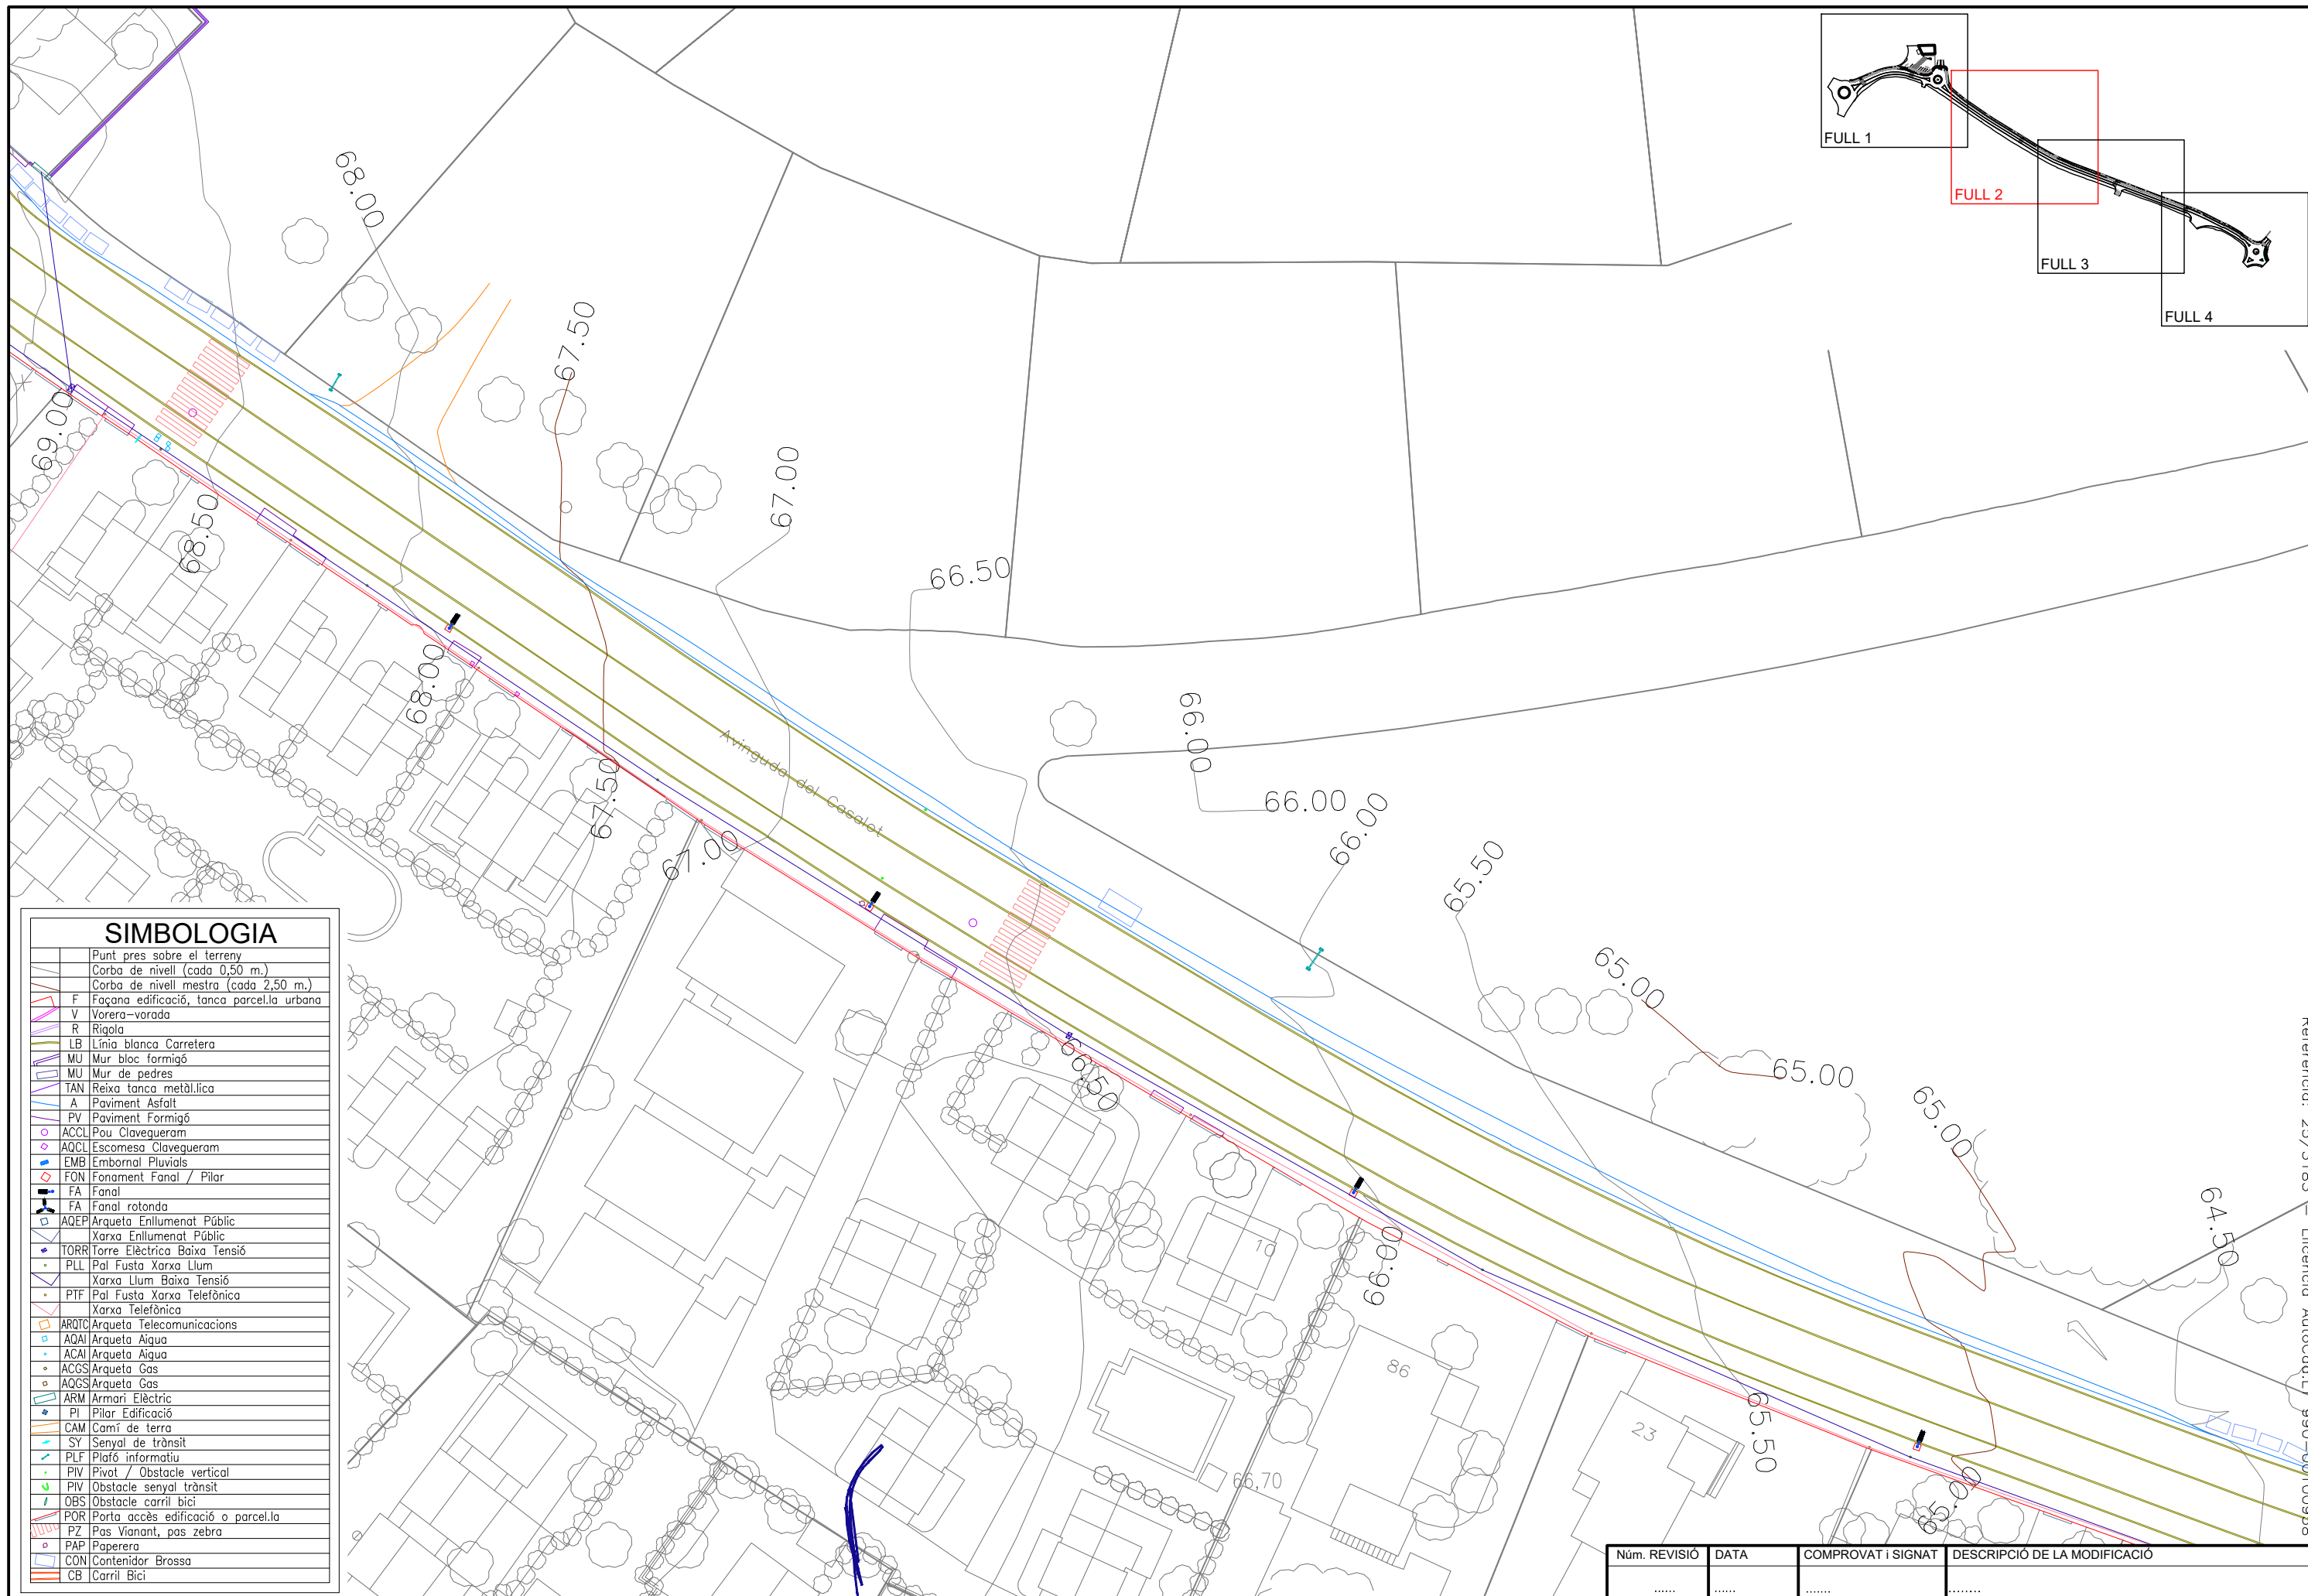 FULL 1
FULL 2
FULL 3
FULL 4
68.00
67.50
69.00
67.00
68.50
66.50
68.00
66.00
Avinguda del Casalot
67.50
66.00
66.00
67.00
65.50
65.00
66.50
65.00
65.00
64.50
10
66.00
86
65.50
23
66,70
65.00
SIMBOLOGIA
Punt pres sobre el terreny
Corba de nivell (cada 0,50 m.)
Corba de nivell mestra (cada 2,50 m.)
F Façana edificació, tanca parcel.la urbana
V Vorera-vorada
R Rigola
LB Línia blanca Carretera
MU Mur bloc formigó
MU Mur de pedres
TAN Reixa tanca metàl.lica
A Paviment Asfalt
PV Paviment Formigó
ACCL Pou Clavegueram
AQCL Escomesa Clavegueram
EMB Embornal Pluvials
FON Fonament Fanal / Pilar
FA Fanal
FA Fanal rotonda
AQEP Arqueta Enllumenat Públic
Xarxa Enllumenat Públic
TORR Torre Elèctrica Baixa Tensió
PLL Pal Fusta Xarxa Llum
Xarxa Llum Baixa Tensió
PTF Pal Fusta Xarxa Telefònica
Xarxa Telefònica
ARQTC Arqueta Telecomunicacions
AQAI Arqueta Aigua
ACAI Arqueta Aigua
ACGS Arqueta Gas
AQGS Arqueta Gas
ARM Armari Elèctric
PI Pilar Edificació
CAM Camí de terra
SY Senyal de trànsit
PLF Plafó informatiu
PIV Pivot / Obstacle vertical
PIV Obstacle senyal trànsit
OBS Obstacle carril bici
POR Porta accès edificació o parcel.la
PZ Pas Vianant, pas zebra
PAP Paperera
CON Contenidor Brossa
CB Carril Bici
Núm. REVISIÓ DATA COMPROVAT i SIGNAT DESCRIPCIÓ DE LA MODIFICACIÓ
...... ...... ....... ........